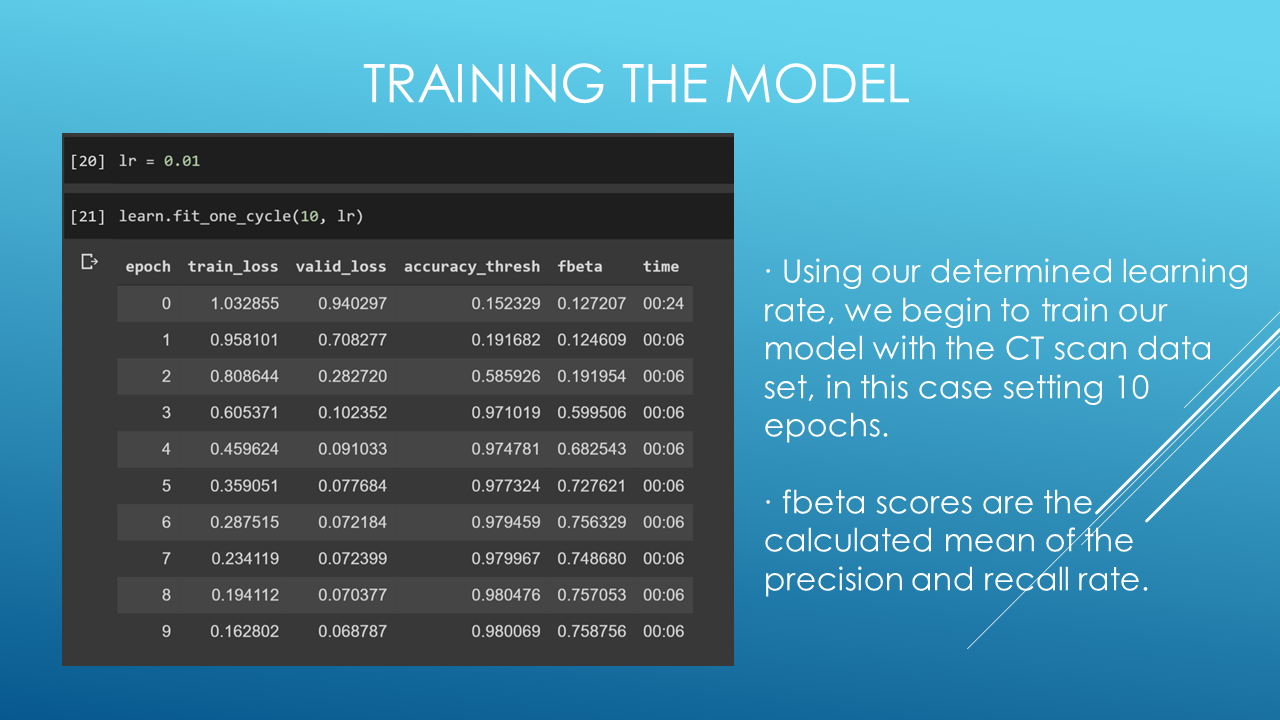 TRAINING THE MODEL
[20] lr = 0.01
[21] learn.fit_one_cycle(10, lr)
epoch train_loss valid_loss accuracy_thresh fbeta time
0 1.032855 0.940297 0.152329 0.127207 00:24
1 0.958101 0.708277 0.191682 0.124609 00:06
2 0.808644 0.282720 0.585926 0.191954 00:06
3 0.605371 0.102352 0.971019 0.599506 00:06
4 0.459624 0.091033 0.974781 0.682543 00:06
5 0.359051 0.077684 0.977324 0.727621 00:06
6 0.287515 0.072184 0.979459 0.756329 00:06
7 0.234119 0.072399 0.979967 0.748680 00:06
8 0.194112 0.070377 0.980476 0.757053 00:06
9 0.162802 0.068787 0.980069 0.758756 00:06
· Using our determined learning
rate, we begin to train our
model with the CT scan data
set, in this case setting 10
epochs.
· fbeta scores are the
calculated mean of the
precision and recall rate.